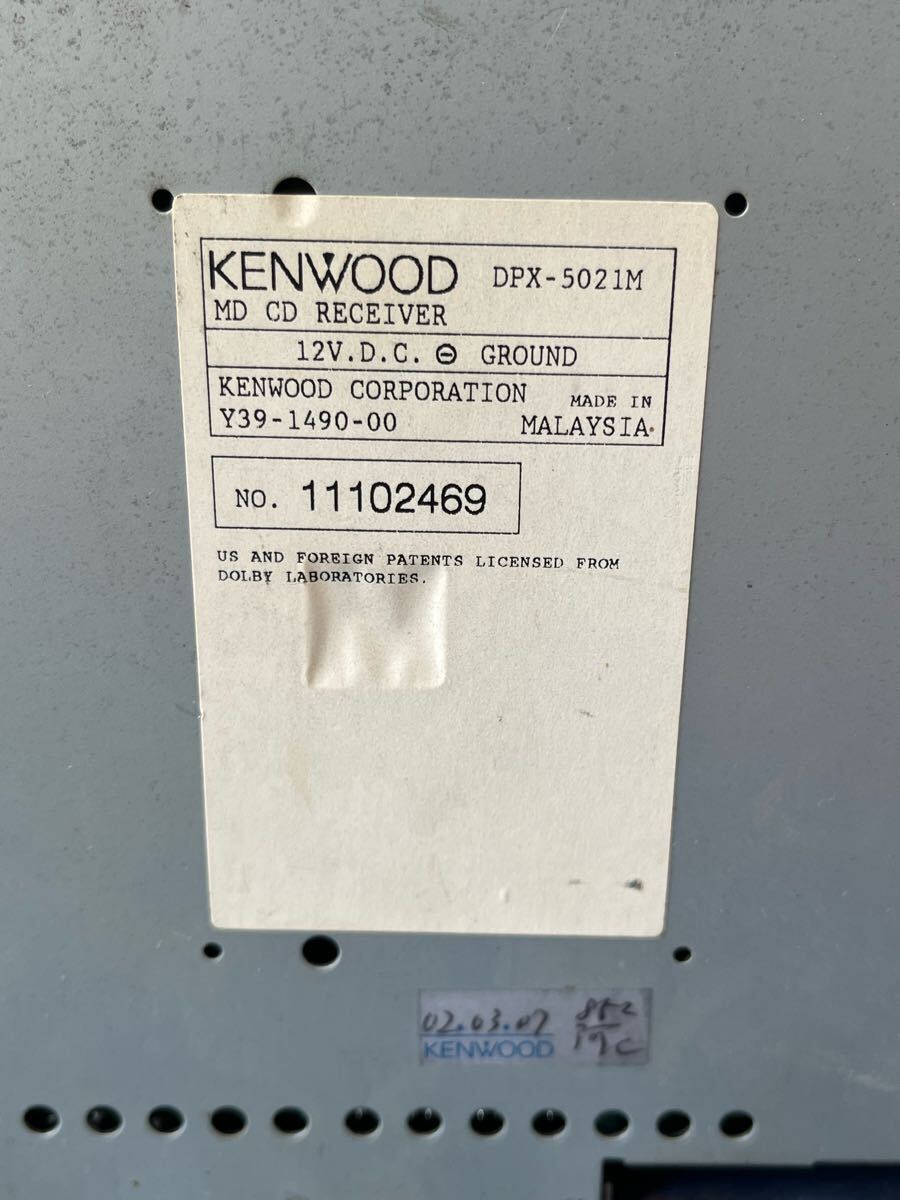 KENWOOD DPX-5021M
MD CD RECEIVER
12V.D.C. ⊖ GROUND
KENWOOD CORPORATION MADE IN
Y39-1490-00 MALAYSIA
NO. 11102469
US AND FOREIGN PATENTS LICENSED FROM
DOLBY LABORATORIES.
02.03.07
KENWOOD